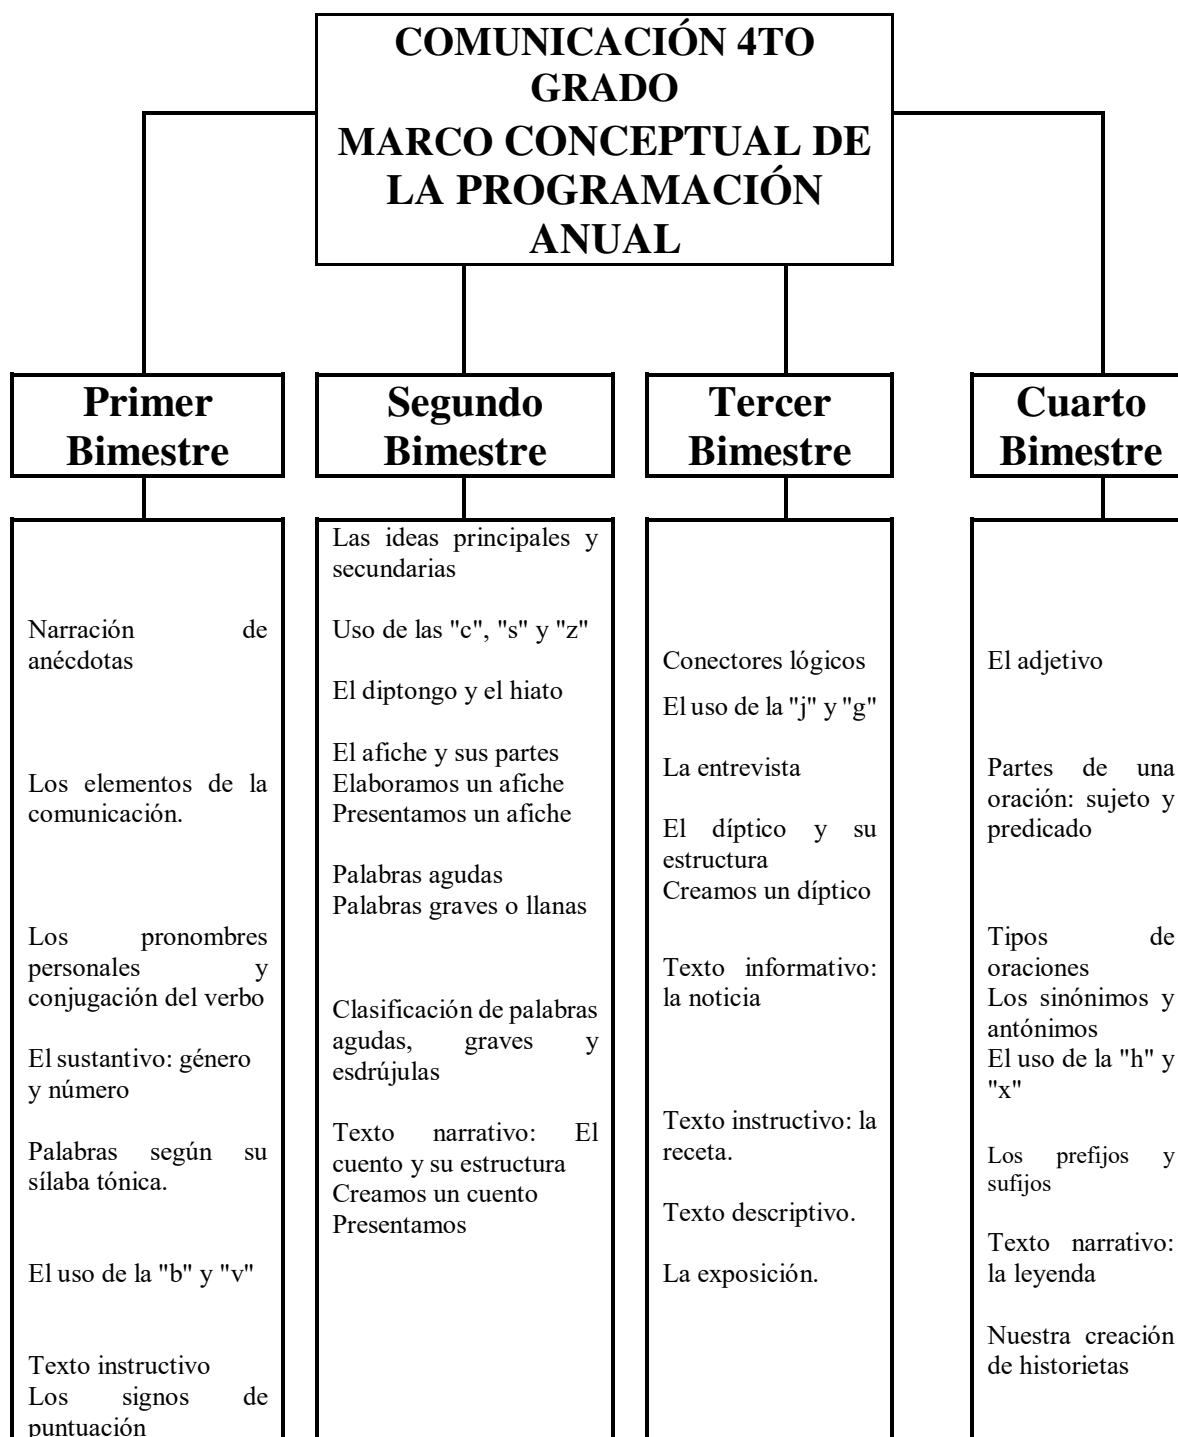 COMUNICACIÓN 4TO
GRADO
MARCO CONCEPTUAL DE
LA PROGRAMACIÓN
ANUAL
Primer
Bimestre
Narración de
anécdotas
Los elementos de la
comunicación.
Los pronombres
personales y
conjugación del verbo
El sustantivo: género
y número
Palabras según su
sílaba tónica.
El uso de la "b" y "v"
Texto instructivo
Los signos de
puntuación
Segundo
Bimestre
Las ideas principales y
secundarias
Uso de las "c", "s" y "z"
El diptongo y el hiato
El afiche y sus partes
Elaboramos un afiche
Presentamos un afiche
Palabras agudas
Palabras graves o llanas
Clasificación de palabras
agudas, graves y
esdrújulas
Texto narrativo: El
cuento y su estructura
Creamos un cuento
Presentamos
Tercer
Bimestre
Conectores lógicos
El uso de la "j" y "g"
La entrevista
El díptico y su
estructura
Creamos un díptico
Texto informativo:
la noticia
Texto instructivo: la
receta.
Texto descriptivo.
La exposición.
Cuarto
Bimestre
El adjetivo
Partes de una
oración: sujeto y
predicado
Tipos de
oraciones
Los sinónimos y
antónimos
El uso de la "h" y
"x"
Los prefijos y
sufijos
Texto narrativo:
la leyenda
Nuestra creación
de historietas